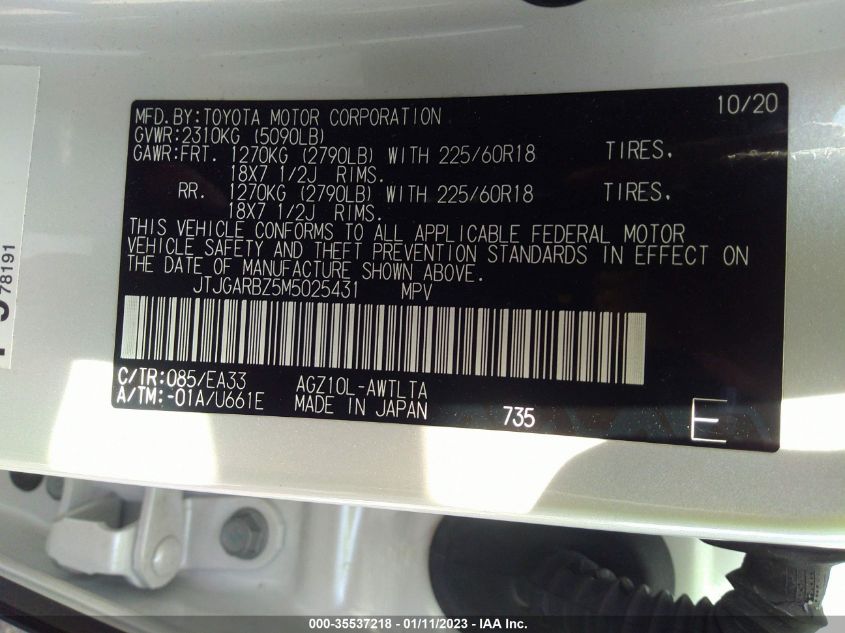 MFD.BY:TOYOTA MOTOR CORPORATION 10/20
GVWR:2310KG (5090LB)
GAWR:FRT. 1270KG (2790LB) WITH 225/60R18 TIRES,
18X7 1/2J RIMS.
RR. 1270KG (2790LB) WITH 225/60R18 TIRES,
18X7 1/2J RIMS.
THIS VEHICLE CONFORMS TO ALL APPLICABLE FEDERAL MOTOR
VEHICLE SAFETY AND THEFT PREVENTION STANDARDS IN EFFECT ON
THE DATE OF MANUFACTURE SHOWN ABOVE.
JTJGARBZ5M5025431 MPV
C/TR:085/EA33 AGZ10L-AWTLTA
A/TM:-01A/U661E MADE IN JAPAN 735 E
78191
000-35537218 - 01/11/2023 - IAA Inc.